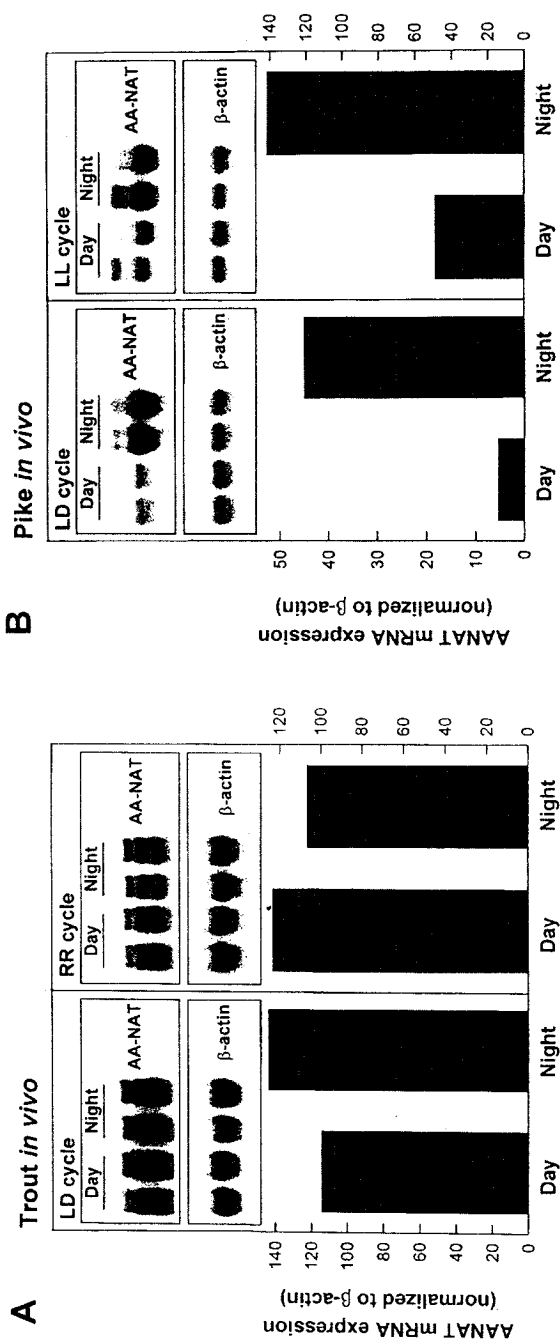 A
Trout in vivo
LD cycle
Day Night
AA-NAT
β-actin
RR cycle
Day Night
AA-NAT
β-actin
AANAT mRNA expression
(normalized to β-actin)
140
120
100
80
60
40
20
0
120
100
80
60
40
20
0
Day Night Day Night
B
Pike in vivo
LD cycle
Day Night
AA-NAT
β-actin
LL cycle
Day Night
AA-NAT
β-actin
AANAT mRNA expression
(normalized to β-actin)
50
40
30
20
10
0
140
120
100
80
60
40
20
0
Day Night Day Night